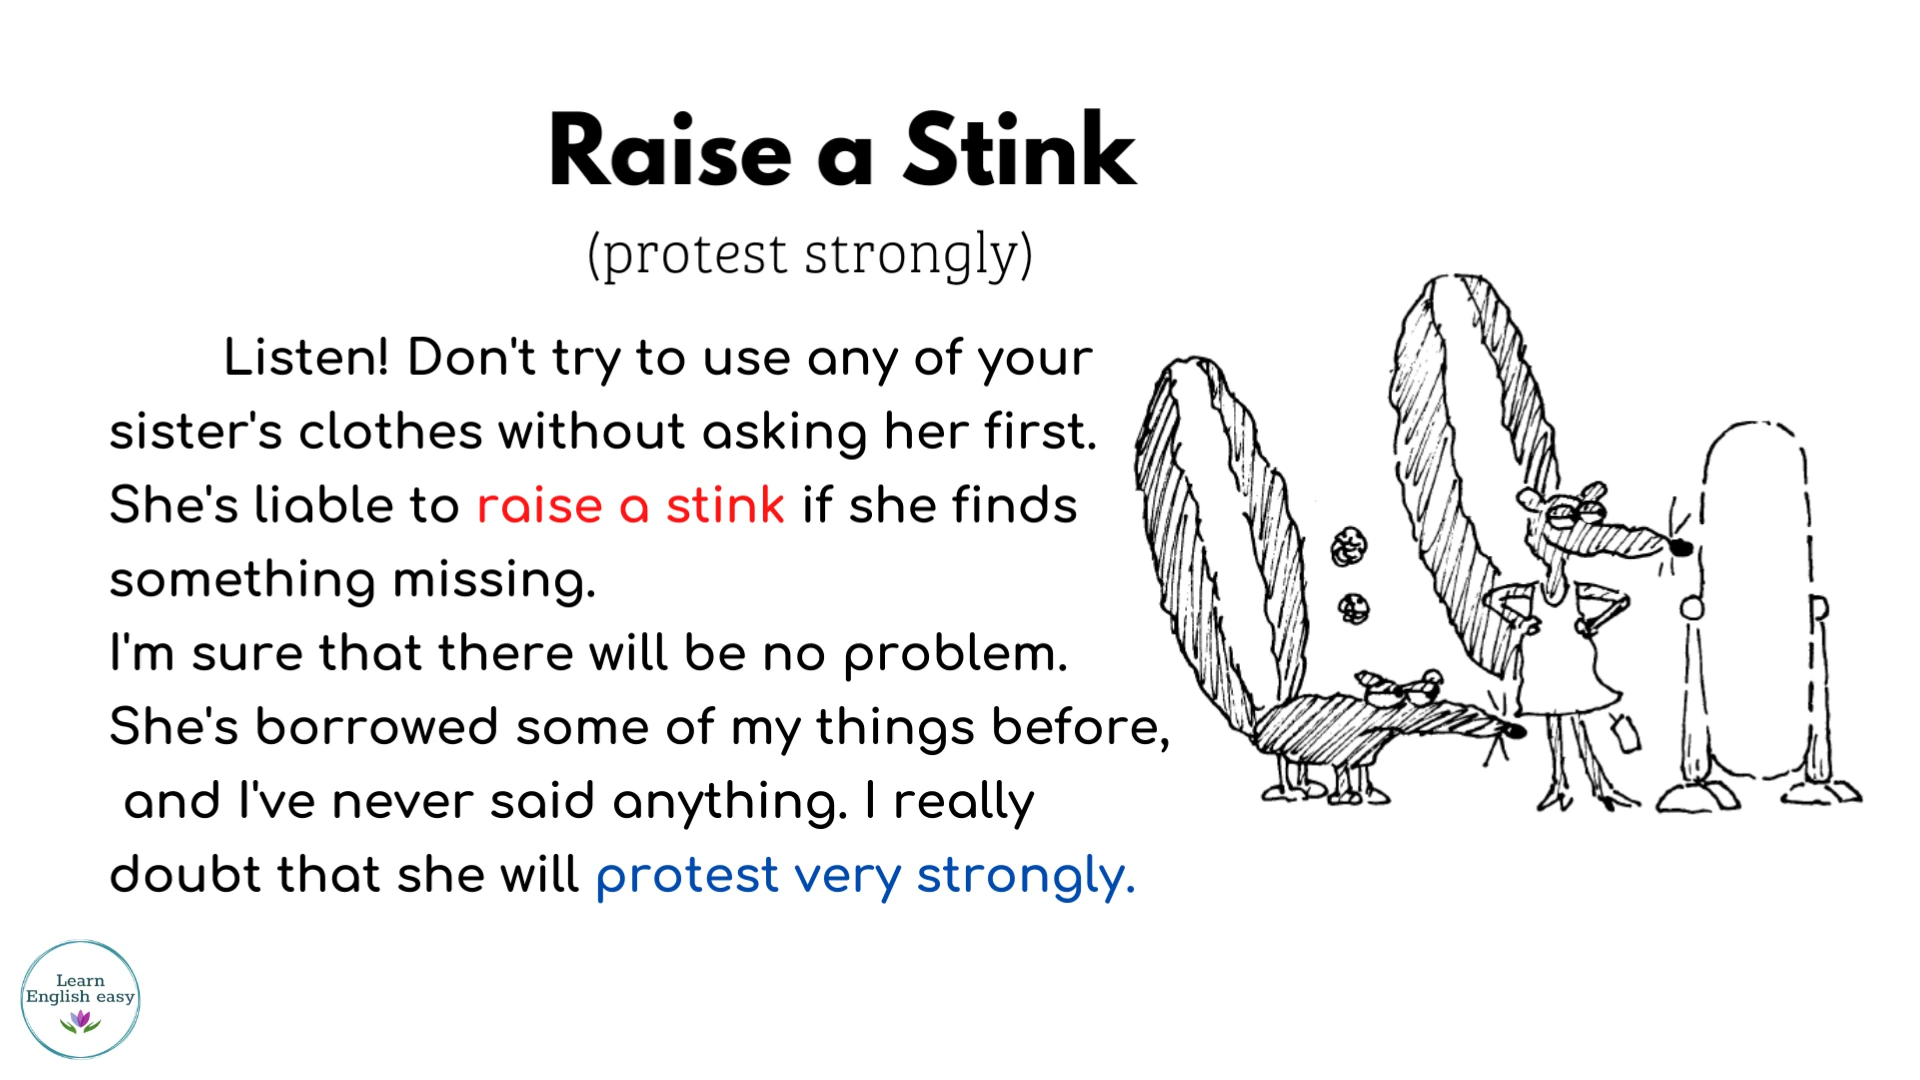 Raise a Stink
(protest strongly)
Listen! Don't try to use any of your
sister's clothes without asking her first.
She's liable to raise a stink if she finds
something missing.
I'm sure that there will be no problem.
She's borrowed some of my things before,
and I've never said anything. I really
doubt that she will protest very strongly.
Learn
English easy